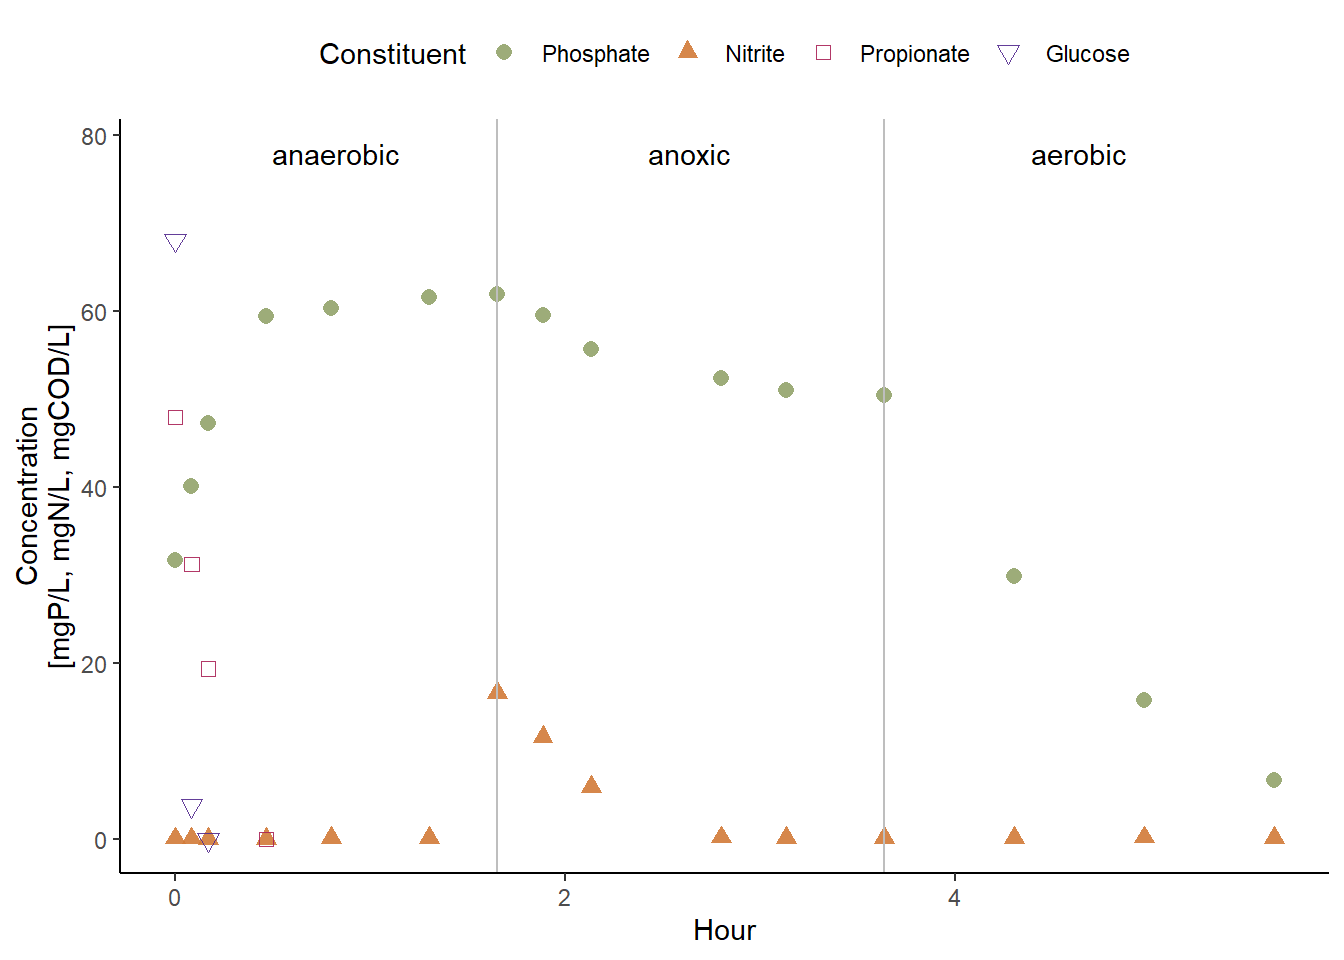 Constituent Phosphate Nitrite Propionate Glucose
anaerobic anoxic aerobic
80
60
40
20
0
Concentration
[mgP/L, mgN/L, mgCOD/L]
0 2 4
Hour